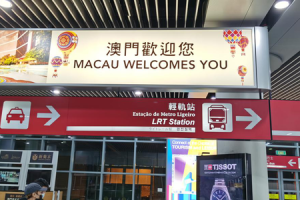 澳門歡迎您
MACAU WELCOMES YOU
輕軌站
Estação de Metro Ligeiro
LRT Station
TISSOT